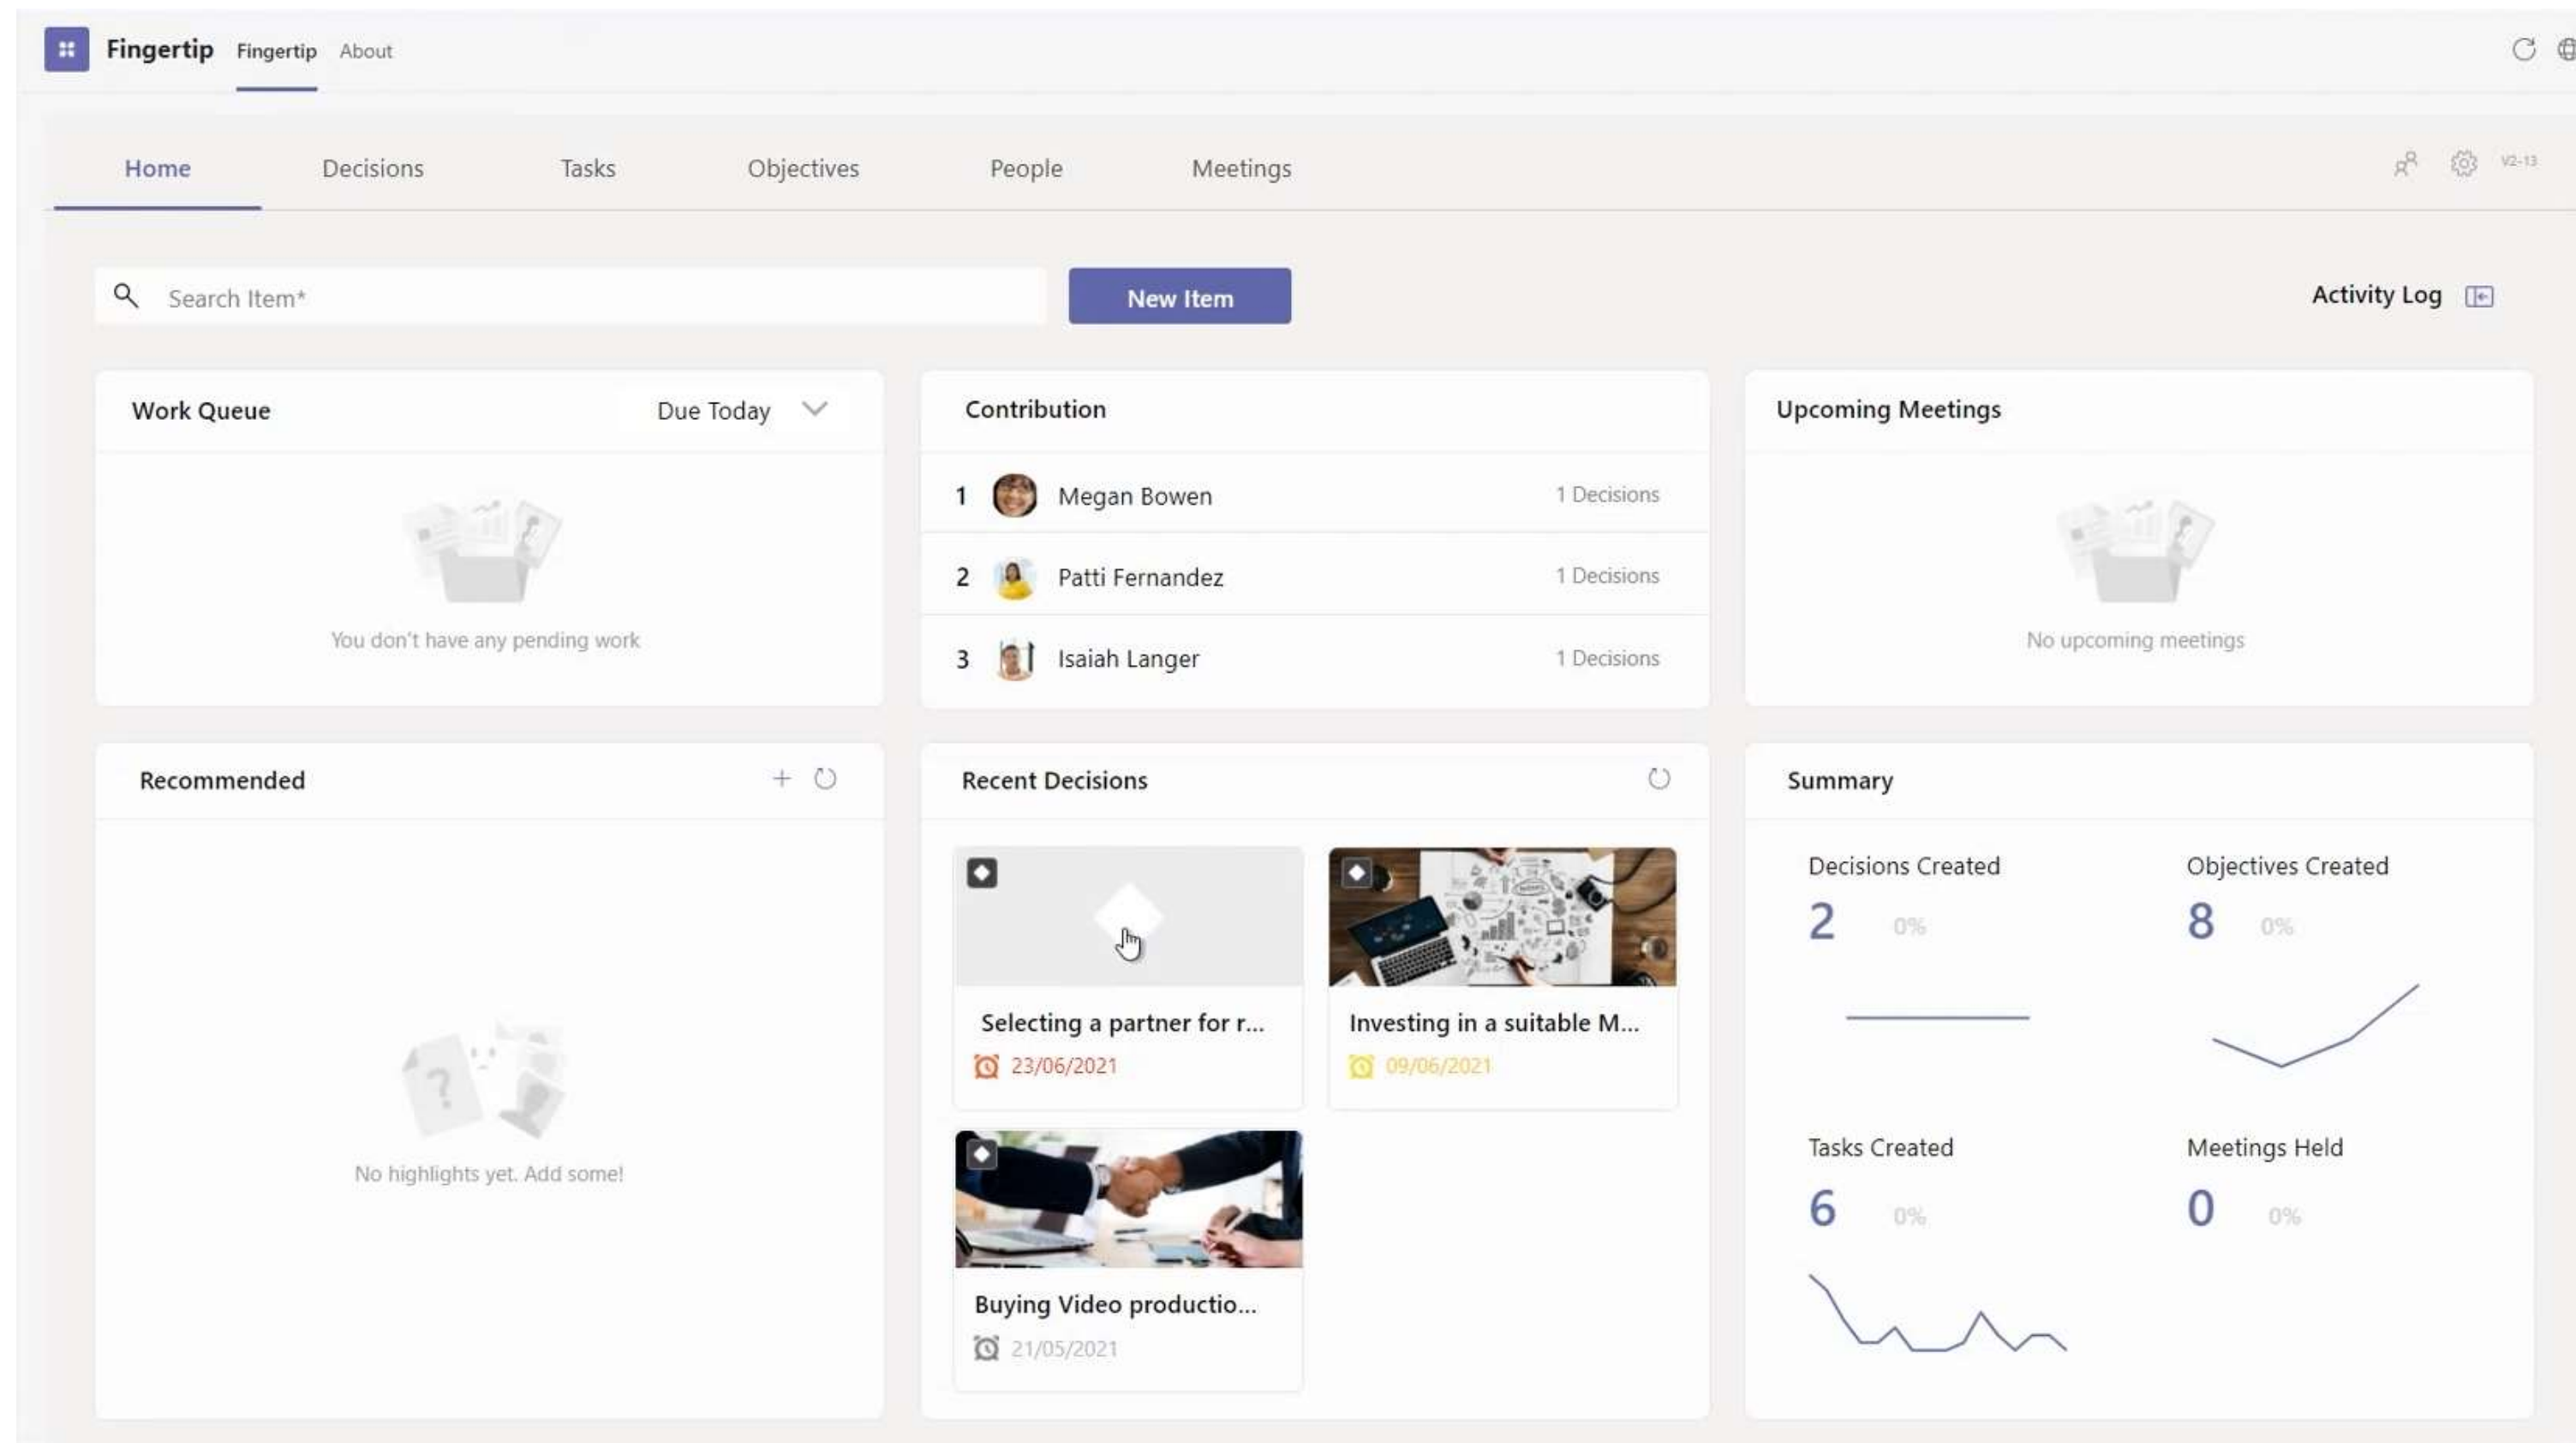 Fingertip Fingertip About
Home Decisions Tasks Objectives People Meetings V2-13
Search Item* New Item Activity Log
Work Queue Due Today
You don't have any pending work
Contribution
1 Megan Bowen 1 Decisions
2 Patti Fernandez 1 Decisions
3 Isaiah Langer 1 Decisions
Upcoming Meetings
No upcoming meetings
Recommended
No highlights yet. Add some!
Recent Decisions
Selecting a partner for r...
23/06/2021
Investing in a suitable M...
09/06/2021
Buying Video productio...
21/05/2021
Summary
Decisions Created
2 0%
Objectives Created
8 0%
Tasks Created
6 0%
Meetings Held
0 0%